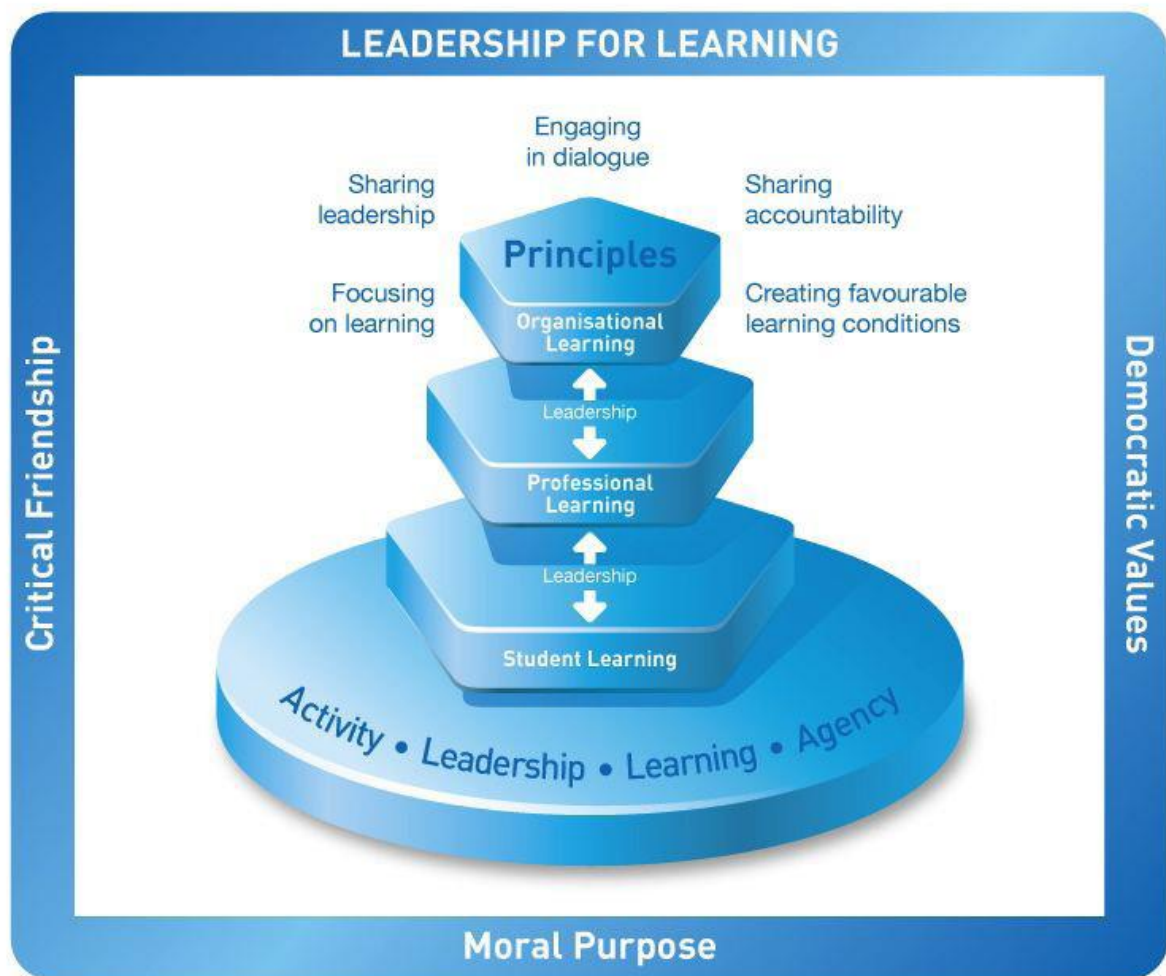 LEADERSHIP FOR LEARNING
Engaging
in dialogue
Sharing
leadership
Sharing
accountability
Principles
Focusing
on learning
Creating favourable
learning conditions
Organisational
Learning
Leadership
Professional
Learning
Leadership
Student Learning
Activity • Leadership • Learning • Agency
Critical Friendship
Democratic Values
Moral Purpose